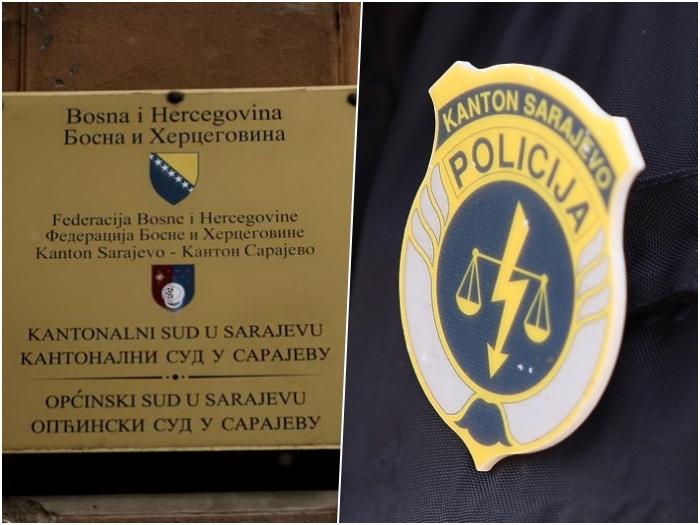 Bosna i Hercegovina
Босна и Херцеговина
Federacija Bosne i Hercegovine
Федерација Босне и Херцеговине
Kanton Sarajevo - Кантон Сарајево
KANTONALNI SUD U SARAJEVU
КАНТОНАЛНИ СУД У САРАЈЕВУ
OPĆINSKI SUD U SARAJEVU
ОПЋИНСКИ СУД У САРАЈЕВУ
KANTON SARAJEVO
POLICIJA